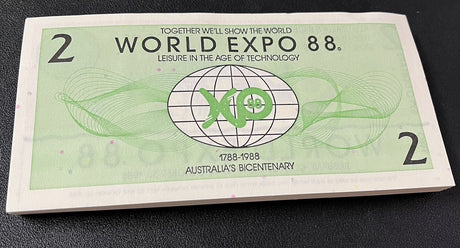 TOGETHER WE'LL SHOW THE WORLD
2 WORLD EXPO 88®
LEISURE IN THE AGE OF TECHNOLOGY
XPO
88
1788-1988
AUSTRALIA'S BICENTENARY
2